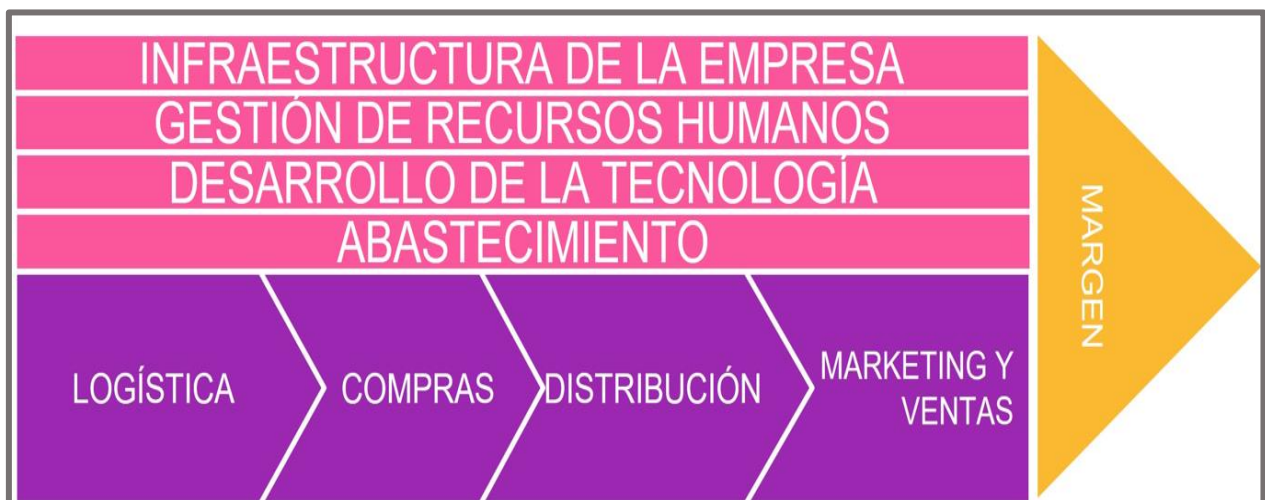 INFRAESTRUCTURA DE LA EMPRESA
GESTIÓN DE RECURSOS HUMANOS
DESARROLLO DE LA TECNOLOGÍA
ABASTECIMIENTO
LOGÍSTICA
COMPRAS
DISTRIBUCIÓN
MARKETING Y
VENTAS
MARGEN